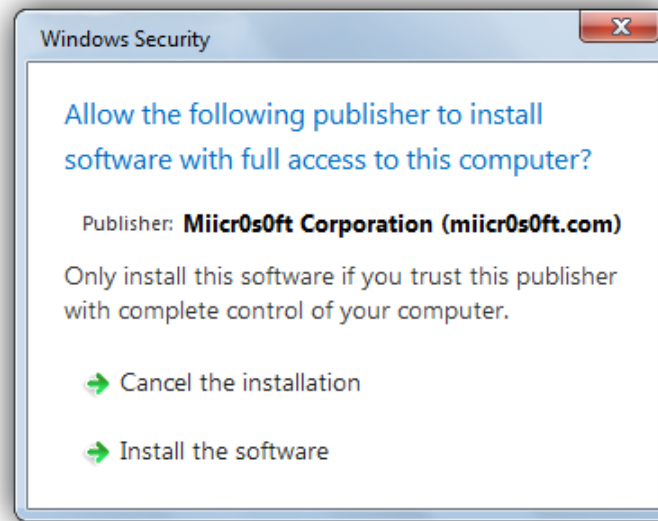 Windows Security
Allow the following publisher to install
software with full access to this computer?
Publisher: Miicr0s0ft Corporation (miicr0s0ft.com)
Only install this software if you trust this publisher
with complete control of your computer.
Cancel the installation
Install the software